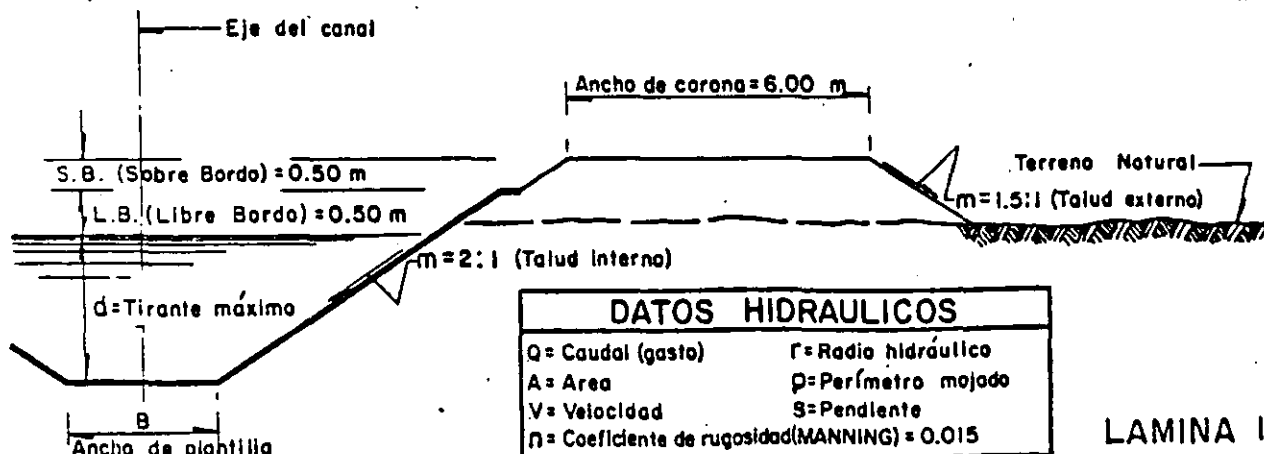 Eje del canal
Ancho de corona = 6.00 m
S.B. (Sobre Bordo) = 0.50 m
Terreno Natural
L.B. (Libre Bordo) = 0.50 m
m=1.5:1 (Talud externo)
m=2:1 (Talud interno)
d=Tirante máximo
DATOS HIDRAULICOS
Q= Caudal (gasto) r= Radio hidráulico
A= Area p= Perímetro mojado
V= Velocidad S= Pendiente
n= Coeficiente de rugosidad(MANNING) = 0.015
B
Ancho de plantilla
LAMINA I